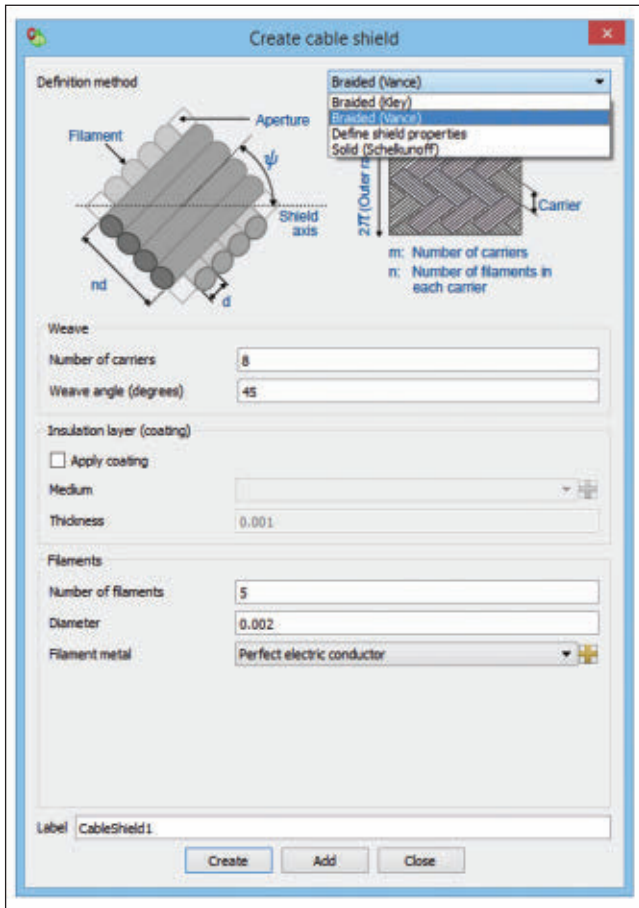 Create cable shield
Definition method
Braided (Vance)
Braided (Kley)
Braided (Vance)
Define shield properties
Solid (Schelkunoff)
Aperture
Filament
ψ
Shield
axis
nd
d
2π (Outer
Carrier
m: Number of carriers
n: Number of filaments in
each carrier
Weave
Number of carriers
8
Weave angle (degrees)
45
Insulation layer (coating)
Apply coating
Medium
Thickness
0.001
Filaments
Number of filaments
5
Diameter
0.002
Filament metal
Perfect electric conductor
Label
CableShield1
Create
Add
Close